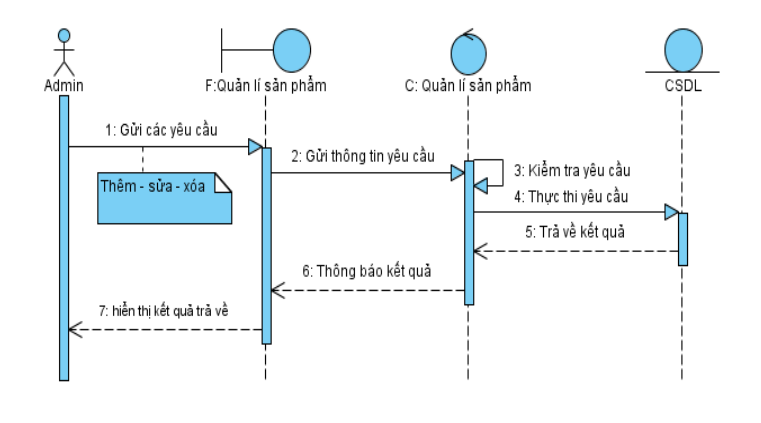 Admin
F:Quản lí sản phẩm
C: Quản lí sản phẩm
CSDL
1: Gửi các yêu cầu
2: Gửi thông tin yêu cầu
3: Kiểm tra yêu cầu
Thêm - sửa - xóa
4: Thực thi yêu cầu
5: Trả về kết quả
6: Thông báo kết quả
7: hiển thị kết quả trả về